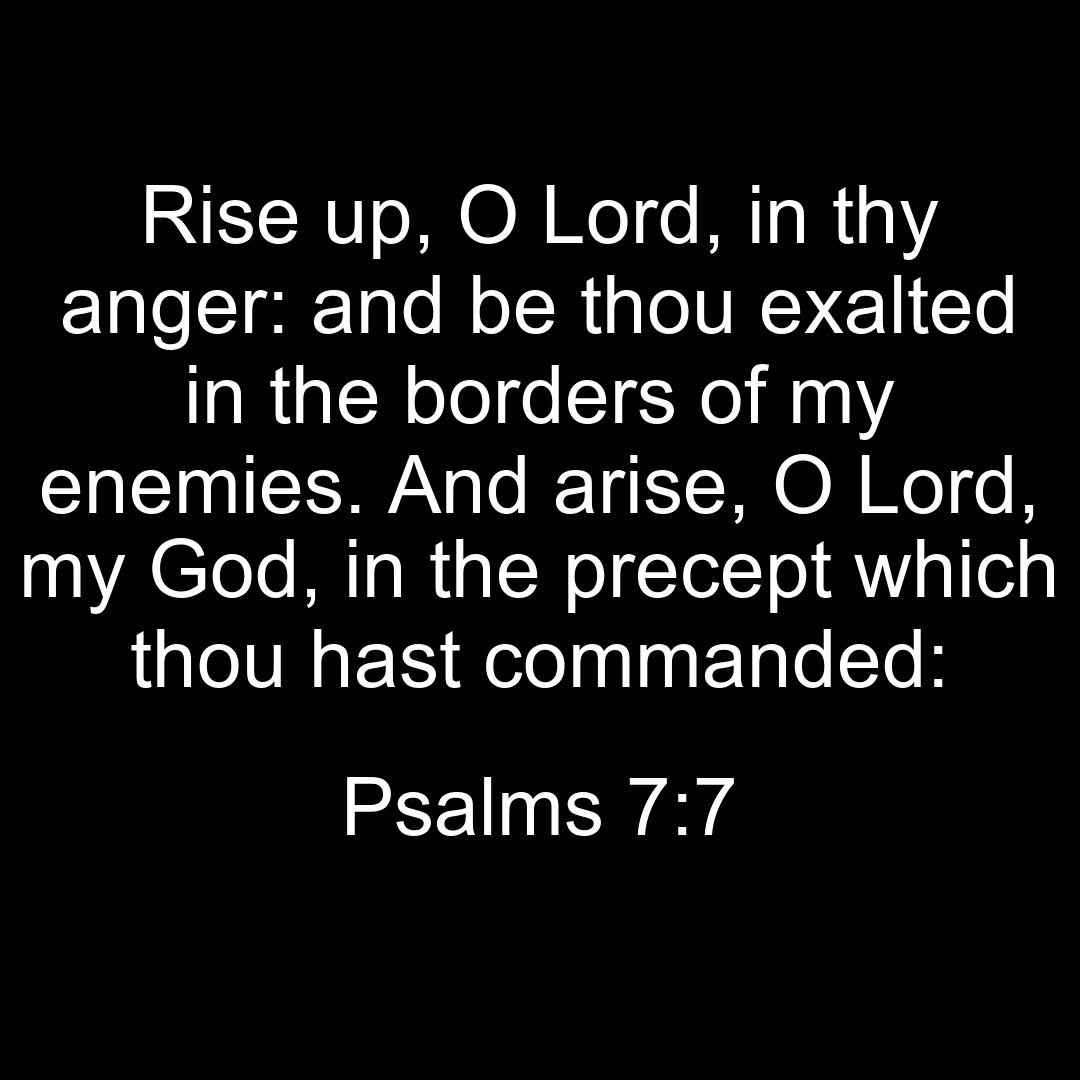 Rise up, O Lord, in thy
anger: and be thou exalted
in the borders of my
enemies. And arise, O Lord,
my God, in the precept which
thou hast commanded:
Psalms 7:7